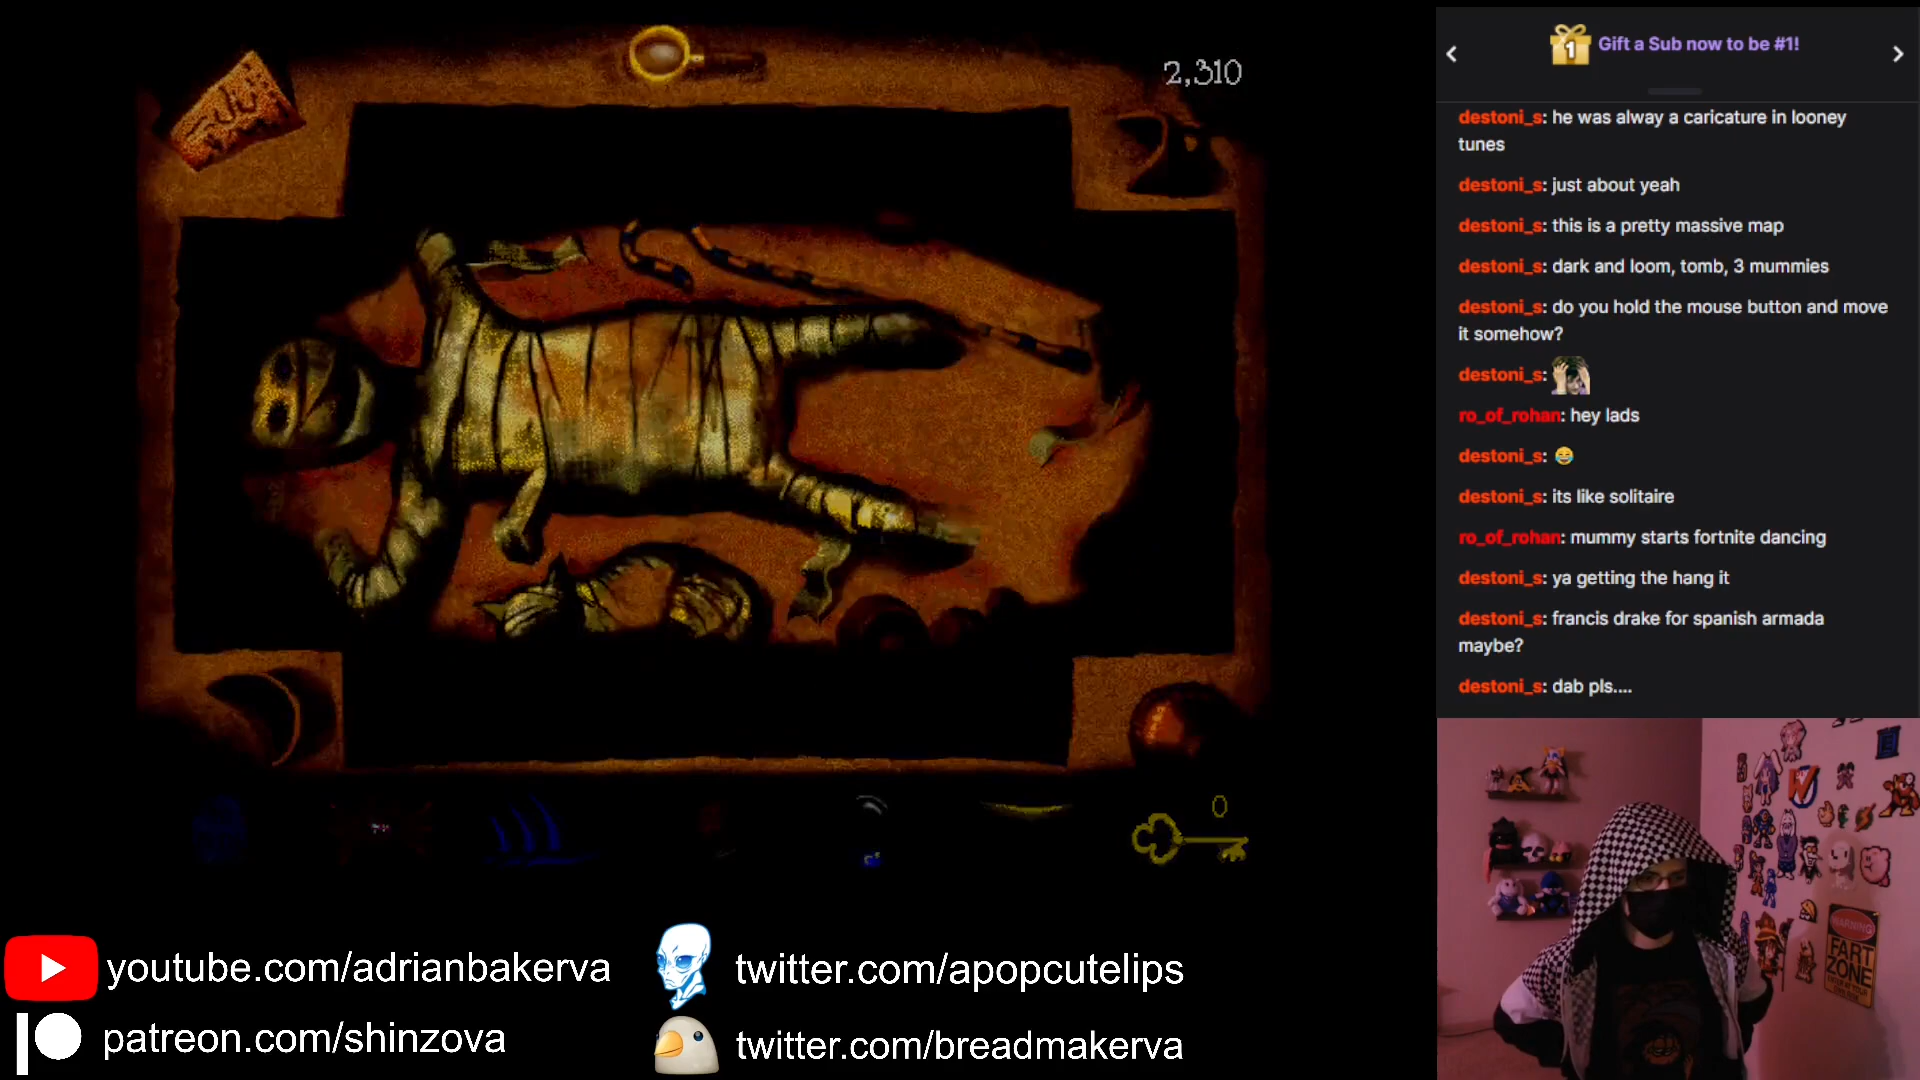 2,310
0
Gift a Sub now to be #1!
1
destoni_s: he was alway a caricature in looney
tunes
destoni_s: just about yeah
destoni_s: this is a pretty massive map
destoni_s: dark and loom, tomb, 3 mummies
destoni_s: do you hold the mouse button and move
it somehow?
destoni_s:
ro_of_rohan: hey lads
destoni_s: 😂
destoni_s: its like solitaire
ro_of_rohan: mummy starts fortnite dancing
destoni_s: ya getting the hang it
destoni_s: francis drake for spanish armada
maybe?
destoni_s: dab pls....
WARNING
FART
ZONE
youtube.com/adrianbakerva
twitter.com/apopcutelips
patreon.com/shinzova
twitter.com/breadmakerva